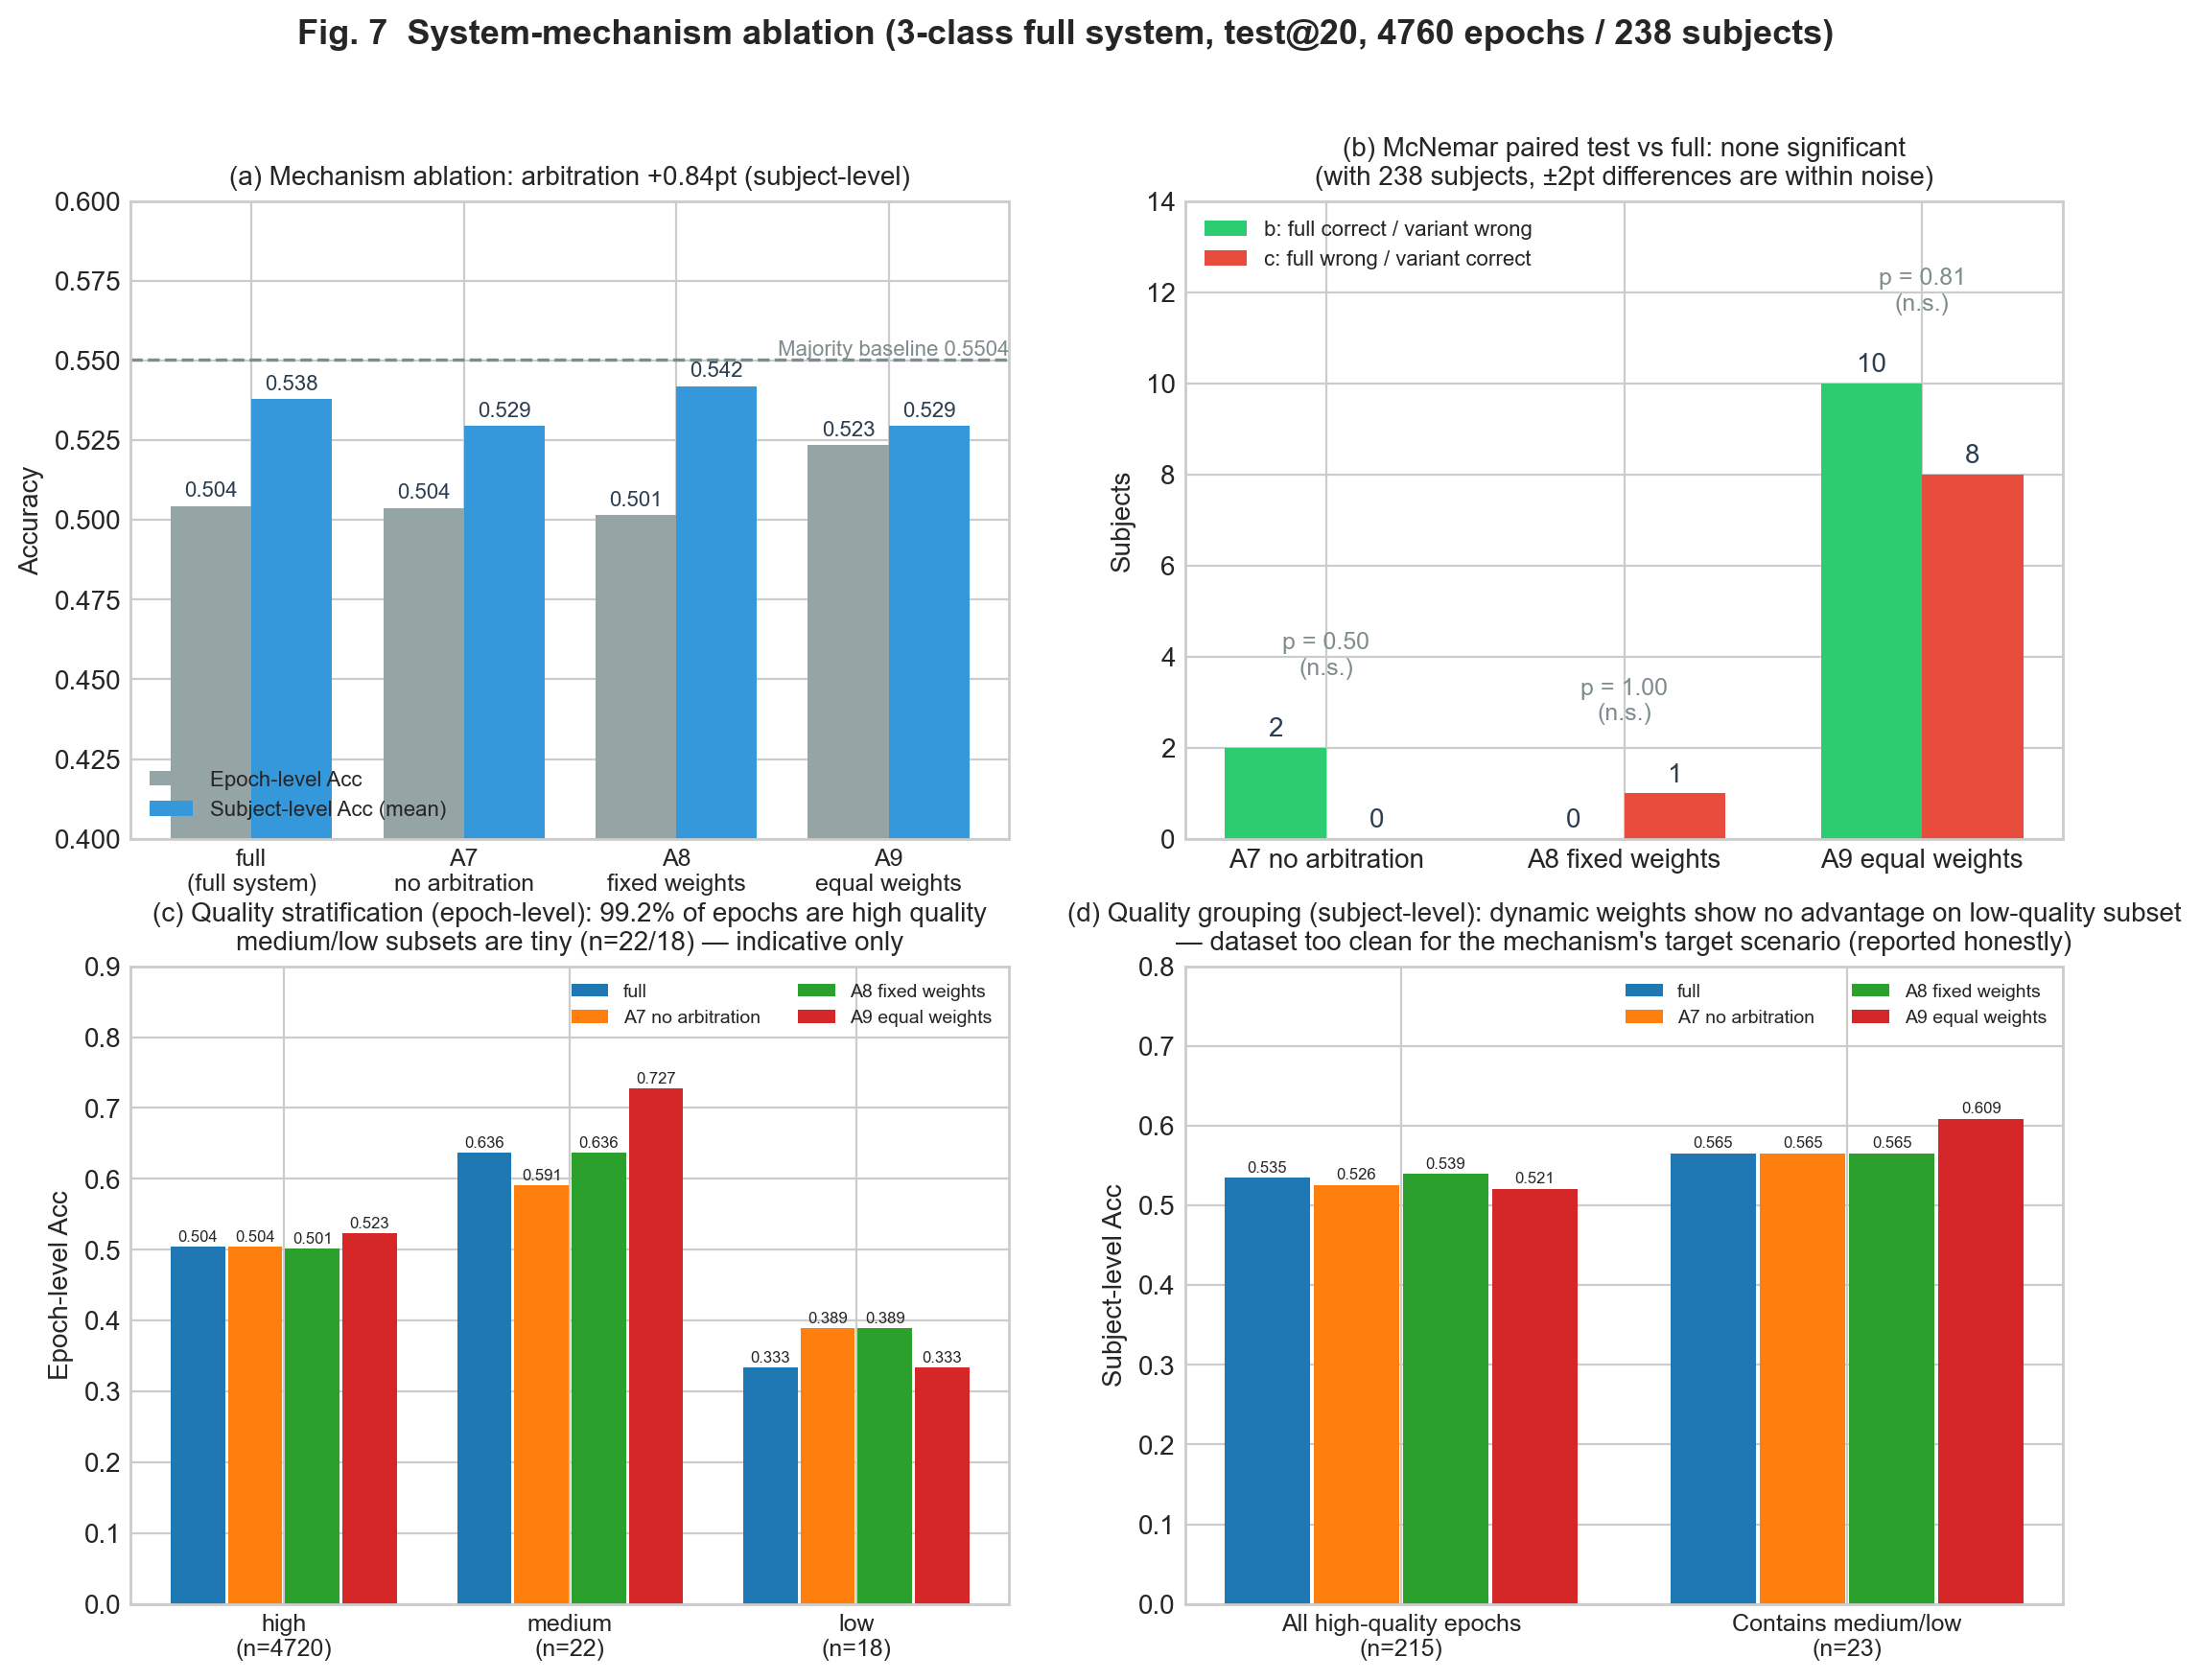 Fig. 7  System-mechanism ablation (3-class full system, test@20, 4760 epochs / 238 subjects)
(a) Mechanism ablation: arbitration +0.84pt (subject-level)
Accuracy
0.600
0.575
0.550
0.525
0.500
0.475
0.450
0.425
0.400
Majority baseline 0.5504
0.504
0.538
0.504
0.529
0.501
0.542
0.523
0.529
Epoch-level Acc
Subject-level Acc (mean)
full
(full system)
A7
no arbitration
A8
fixed weights
A9
equal weights
(b) McNemar paired test vs full: none significant
(with 238 subjects, ±2pt differences are within noise)
Subjects
14
12
10
8
6
4
2
0
b: full correct / variant wrong
c: full wrong / variant correct
p = 0.50
(n.s.)
2
0
p = 1.00
(n.s.)
0
1
p = 0.81
(n.s.)
10
8
A7 no arbitration
A8 fixed weights
A9 equal weights
(c) Quality stratification (epoch-level): 99.2% of epochs are high quality
medium/low subsets are tiny (n=22/18) — indicative only
Epoch-level Acc
0.9
0.8
0.7
0.6
0.5
0.4
0.3
0.2
0.1
0.0
full
A7 no arbitration
A8 fixed weights
A9 equal weights
0.504
0.504
0.501
0.523
0.636
0.591
0.636
0.727
0.333
0.389
0.389
0.333
high
(n=4720)
medium
(n=22)
low
(n=18)
(d) Quality grouping (subject-level): dynamic weights show no advantage on low-quality subset
— dataset too clean for the mechanism's target scenario (reported honestly)
Subject-level Acc
0.8
0.7
0.6
0.5
0.4
0.3
0.2
0.1
0.0
full
A7 no arbitration
A8 fixed weights
A9 equal weights
0.535
0.526
0.539
0.521
0.565
0.565
0.565
0.609
All high-quality epochs
(n=215)
Contains medium/low
(n=23)